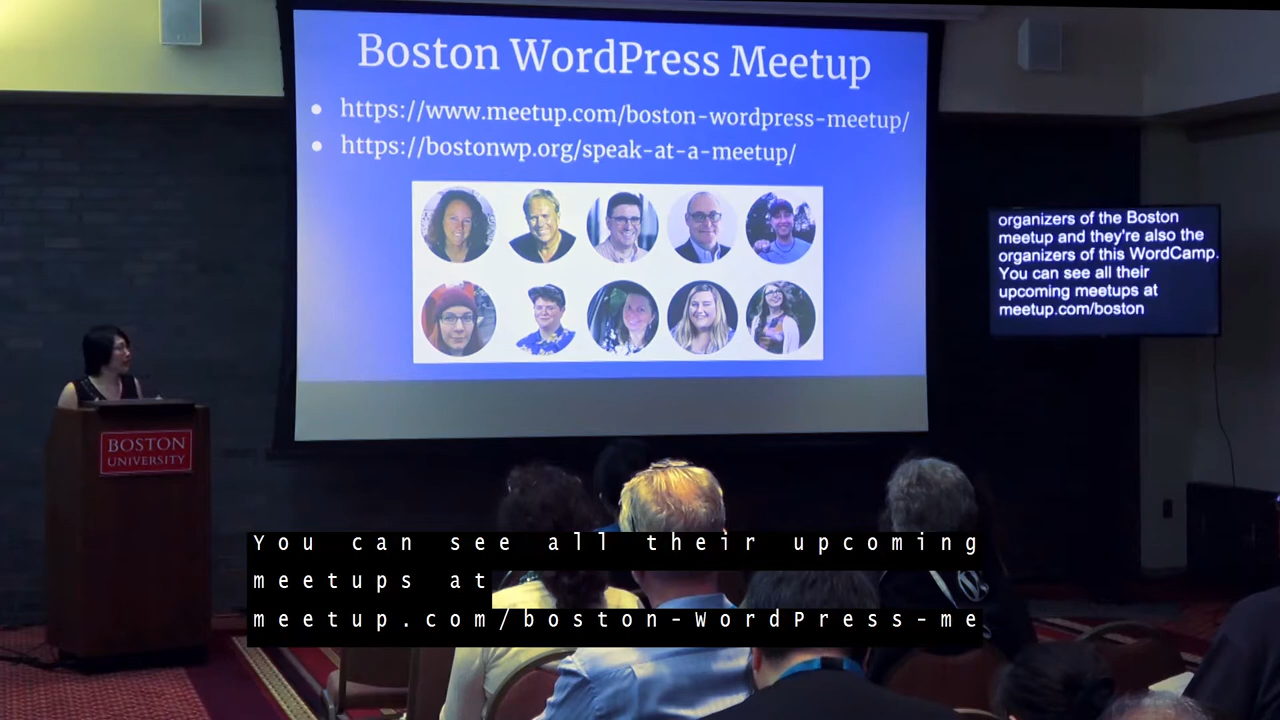 Boston WordPress Meetup
https://www.meetup.com/boston-wordpress-meetup/
https://bostonwp.org/speak-at-a-meetup/
organizers of the Boston
meetup and they're also the
organizers of this WordCamp.
You can see all their
upcoming meetups at
meetup.com/boston
BOSTON
UNIVERSITY
You can see all their upcoming
meetups at
meetup.com/boston-WordPress-me